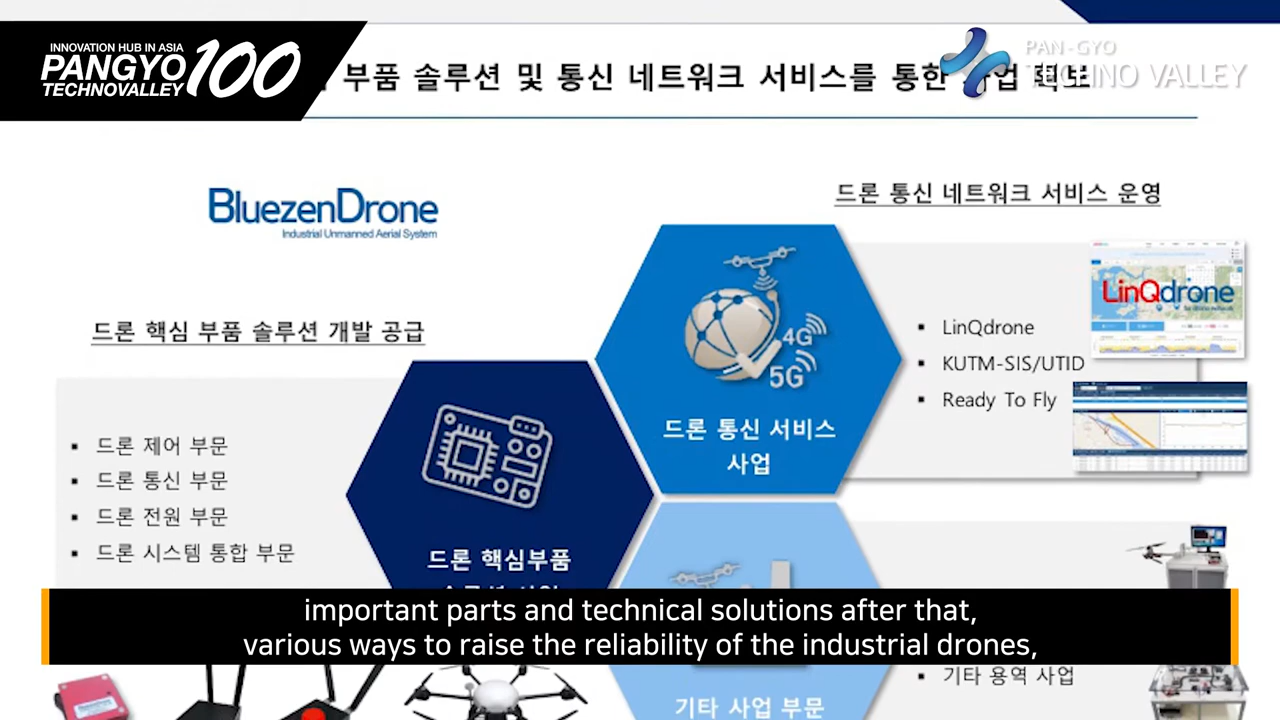 INNOVATION HUB IN ASIA
PANGYO
TECHNOVALLEY
100
PAN-GYO
TECHNO VALLEY
부품 솔루션 및 통신 네트워크 서비스를 통한
BluezenDrone
Industrial Unmanned Aerial System
드론 통신 네트워크 서비스 운영
LinQdrone
4G
5G
▪ LinQdrone
▪ KUTM-SIS/UTID
▪ Ready To Fly
드론 통신 서비스
사업
드론 핵심 부품 솔루션 개발 공급
▪ 드론 제어 부문
▪ 드론 통신 부문
▪ 드론 전원 부문
▪ 드론 시스템 통합 부문
드론 핵심부품
important parts and technical solutions after that,
various ways to raise the reliability of the industrial drones,
▪ 기타 용역 사업
기타 사업 부문